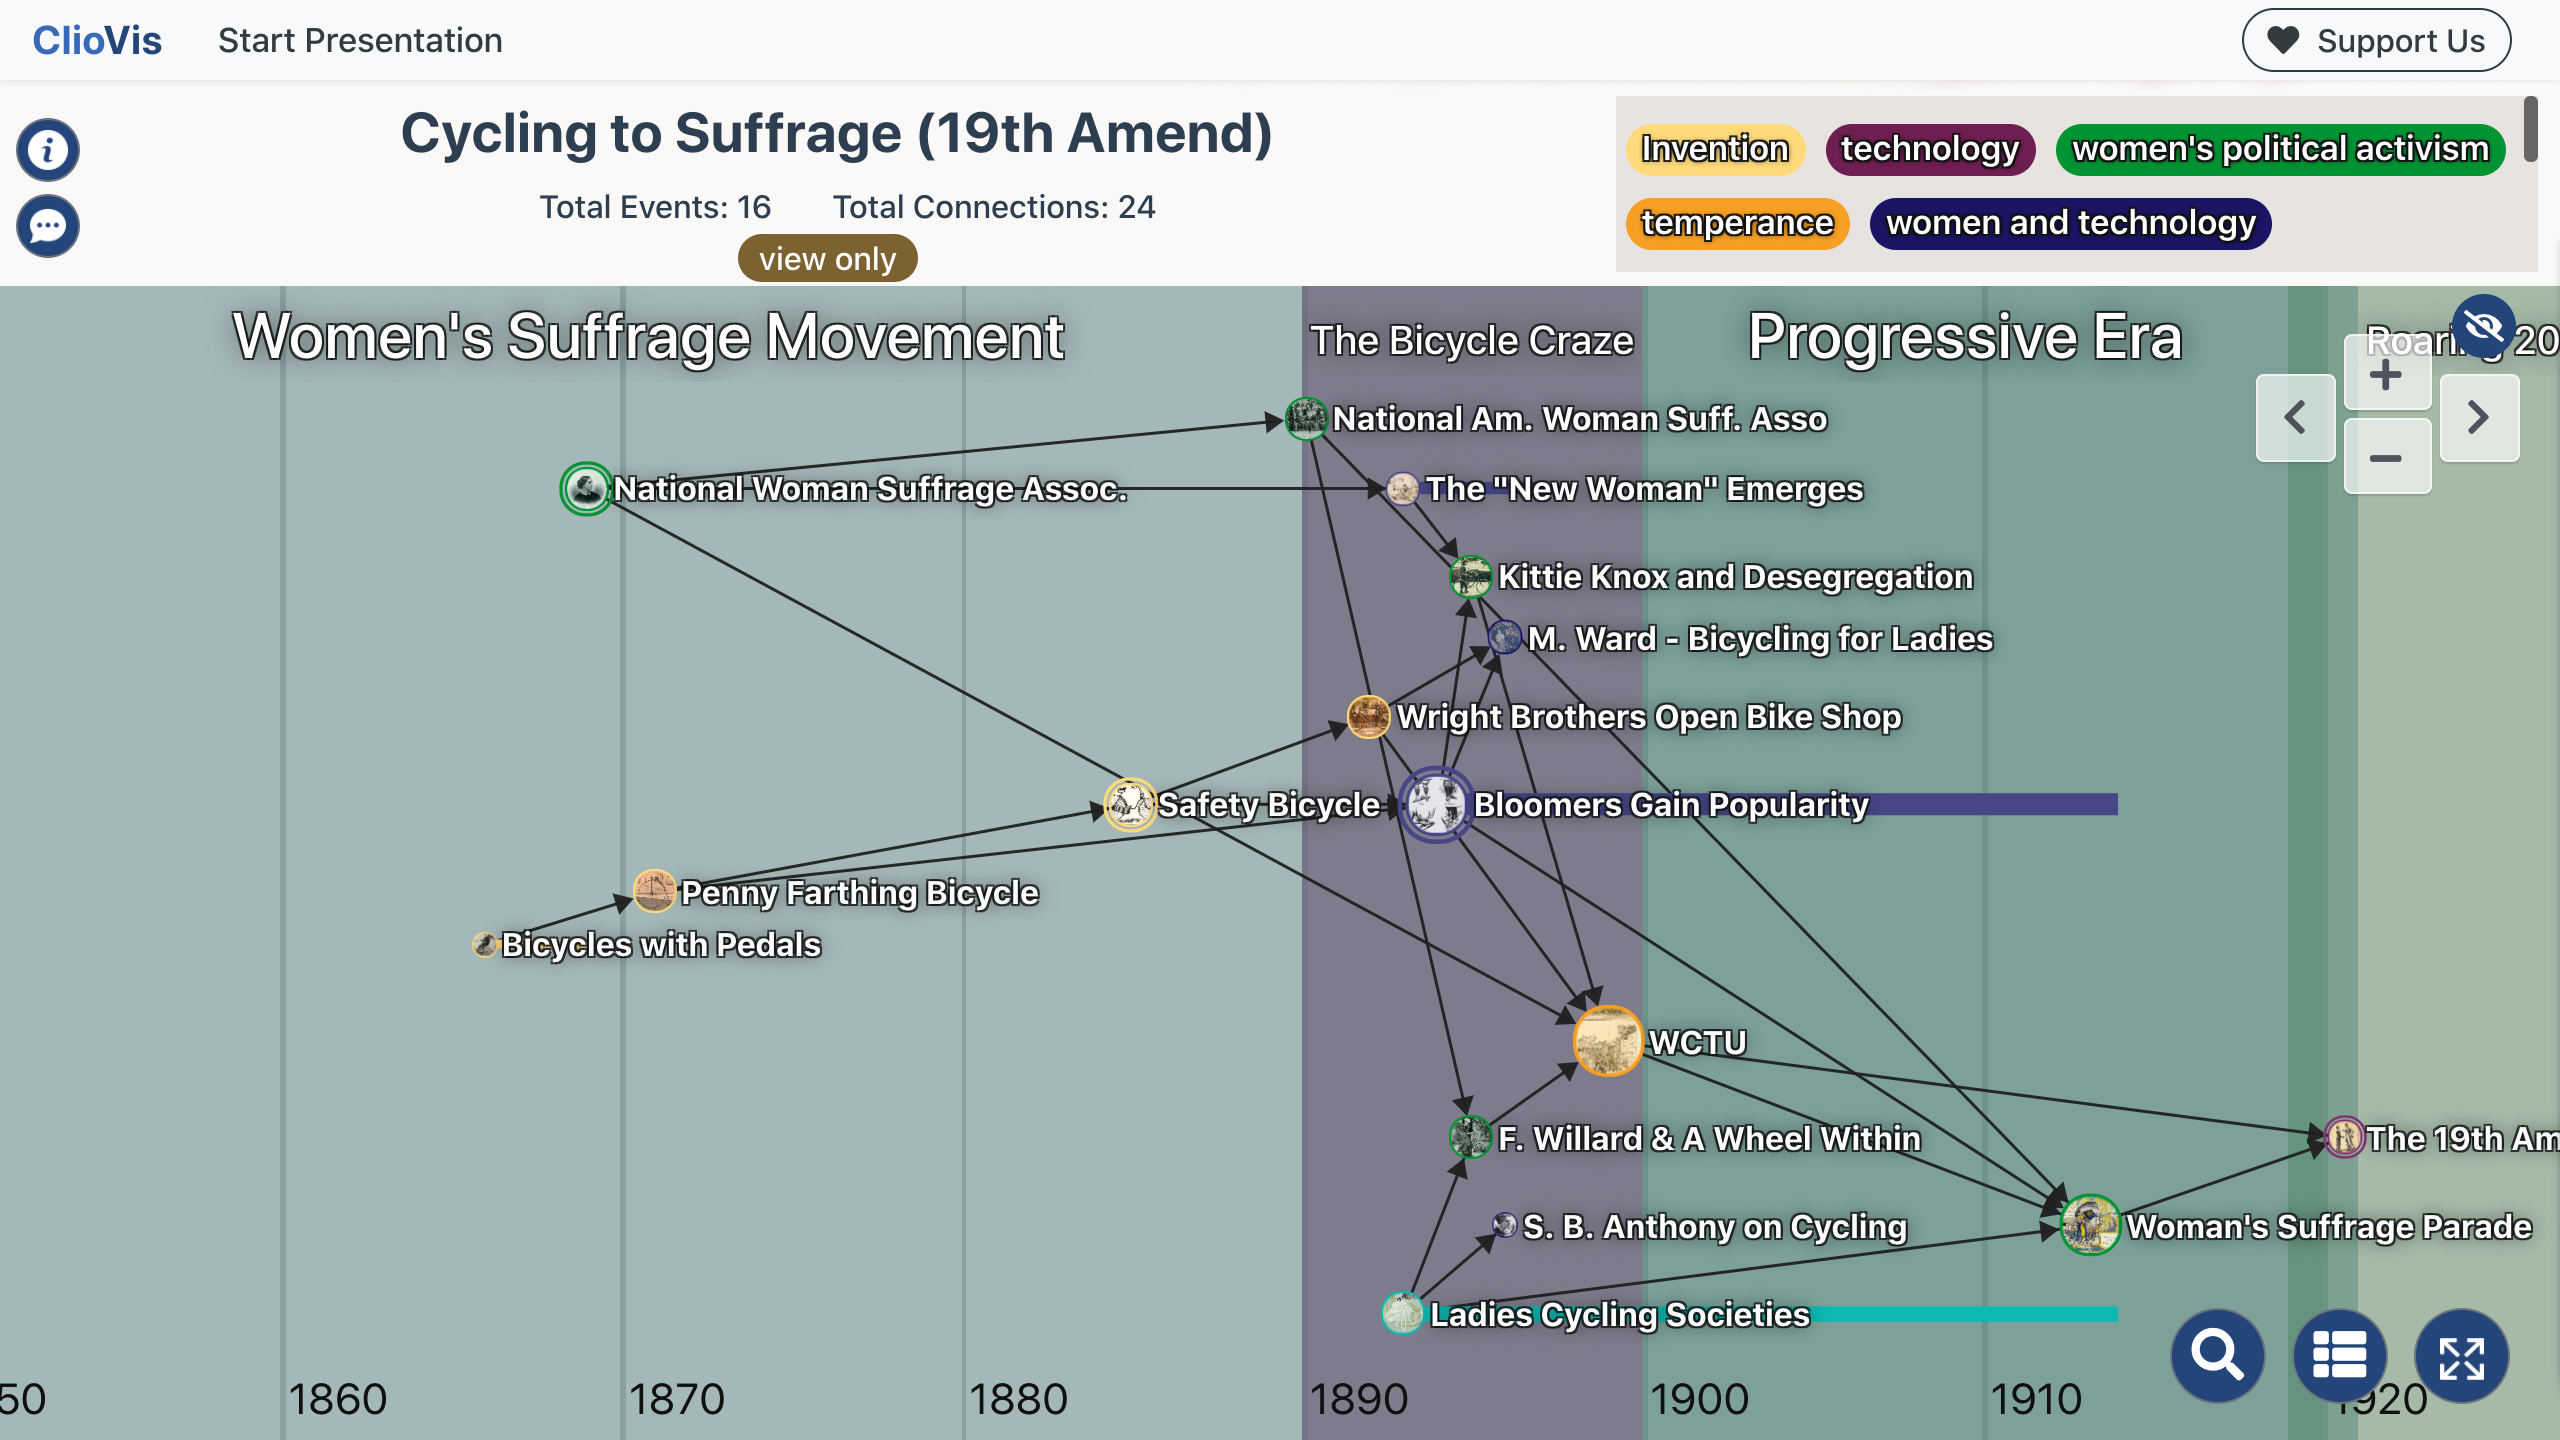 ClioVis
Start Presentation
Support Us
Cycling to Suffrage (19th Amend)
Total Events: 16
Total Connections: 24
view only
Invention
technology
women's political activism
temperance
women and technology
Women's Suffrage Movement
The Bicycle Craze
Progressive Era
National Am. Woman Suff. Asso
National Woman Suffrage Assoc.
The "New Woman" Emerges
Kittie Knox and Desegregation
M. Ward - Bicycling for Ladies
Wright Brothers Open Bike Shop
Safety Bicycle
Bloomers Gain Popularity
Penny Farthing Bicycle
Bicycles with Pedals
WCTU
F. Willard & A Wheel Within
The 19th Am
S. B. Anthony on Cycling
Woman's Suffrage Parade
Ladies Cycling Societies
50
1860
1870
1880
1890
1900
1910
1920